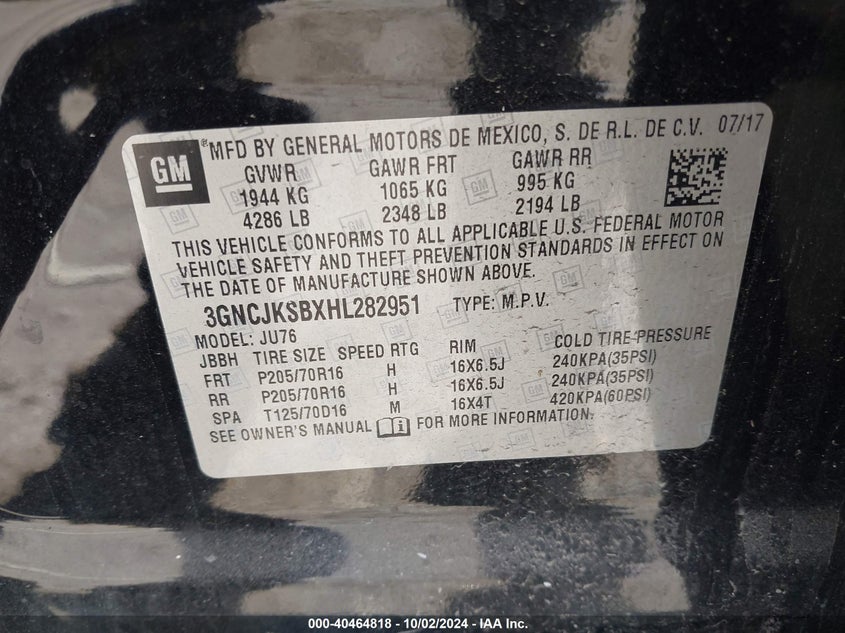 GM
®MFD BY GENERAL MOTORS DE MEXICO, S. DE R.L. DE C.V. 07/17
GVWR GAWR FRT GAWR RR
1944 KG 1065 KG 995 KG
4286 LB 2348 LB 2194 LB
THIS VEHICLE CONFORMS TO ALL APPLICABLE U.S. FEDERAL MOTOR
VEHICLE SAFETY AND THEFT PREVENTION STANDARDS IN EFFECT ON
THE DATE OF MANUFACTURE SHOWN ABOVE.
3GNCJKSBXHL282951 TYPE: M.P.V.
MODEL: JU76
JBBH TIRE SIZE SPEED RTG RIM COLD TIRE PRESSURE
FRT P205/70R16 H 16X6.5J 240KPA(35PSI)
RR P205/70R16 H 16X6.5J 240KPA(35PSI)
SPA T125/70D16 M 16X4T 420KPA(60PSI)
SEE OWNER'S MANUAL FOR MORE INFORMATION.
000-40464818 - 10/02/2024 - IAA Inc.